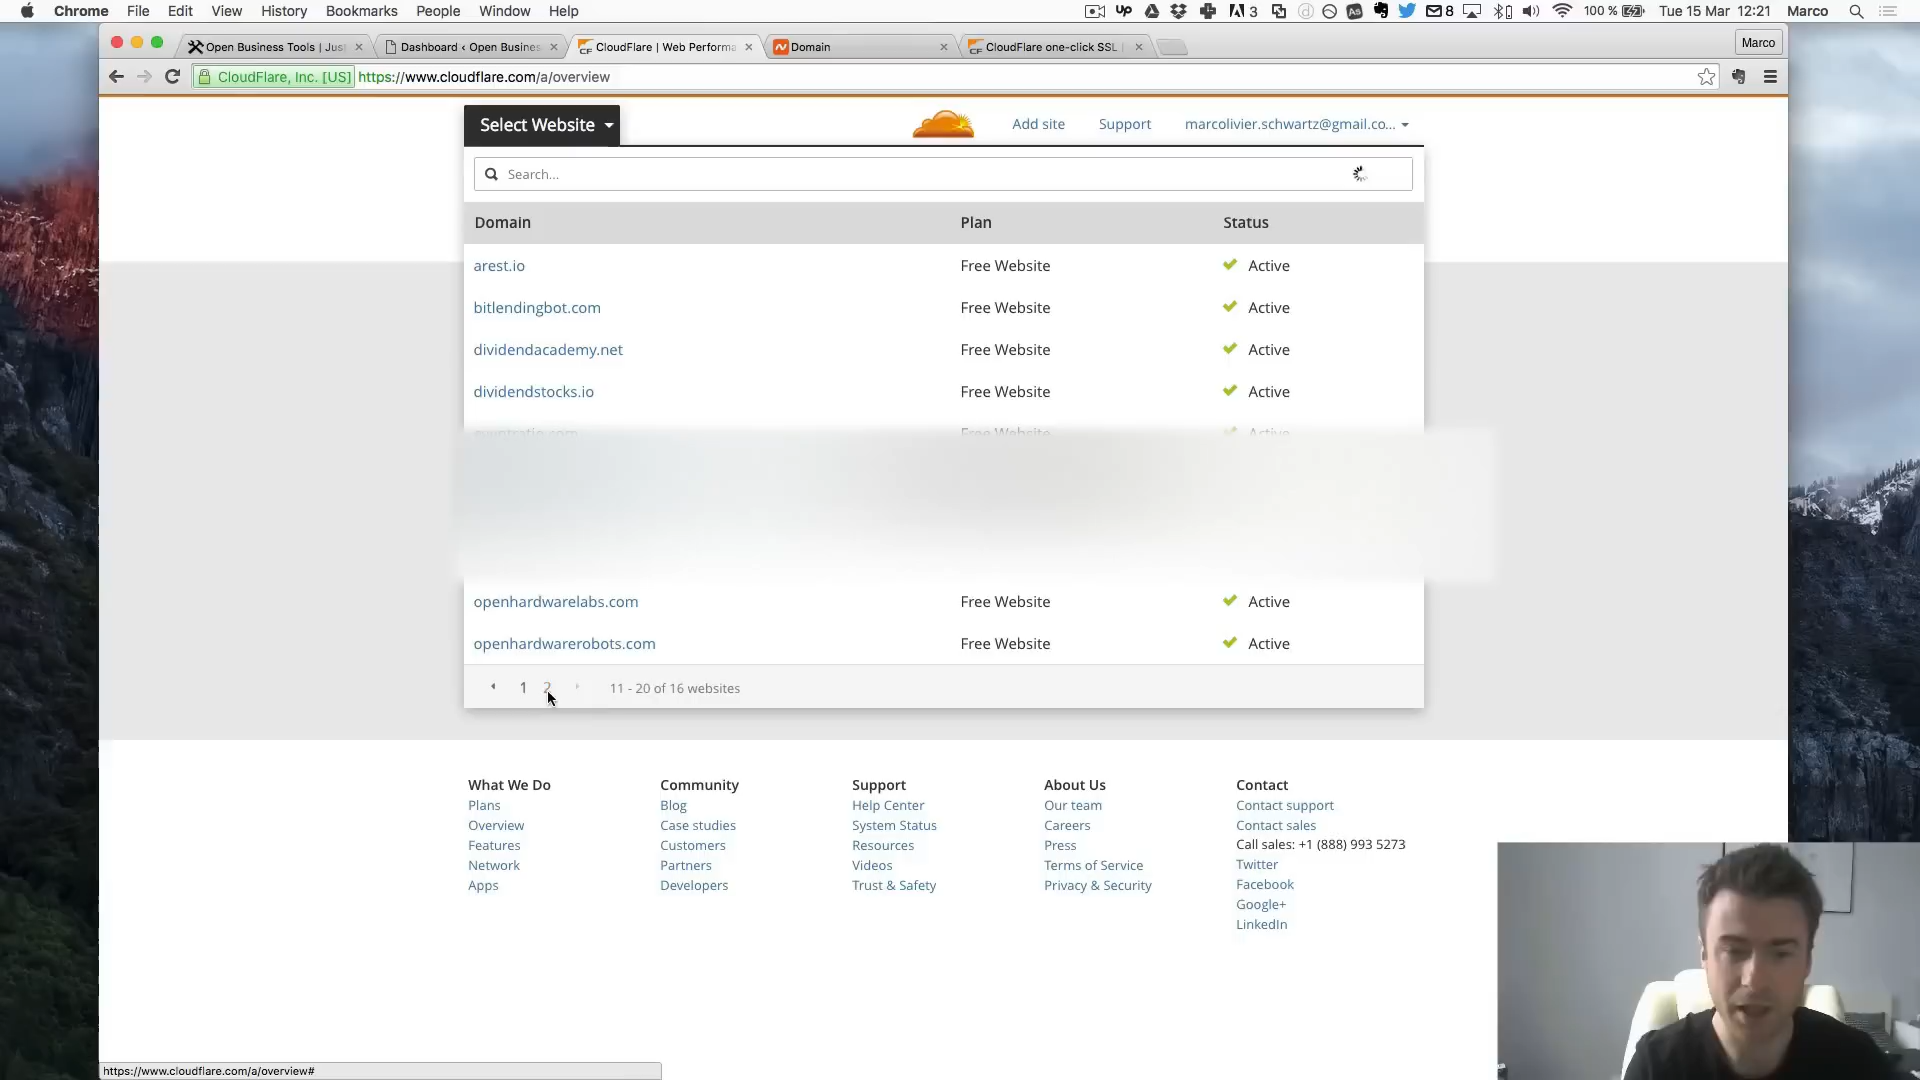 Chrome File Edit View History Bookmarks People Window Help 3 8 100 % Tue 15 Mar 12:21 Marco
Open Business Tools | Jus Dashboard ‹ Open Busines CloudFlare | Web Performa Domain CloudFlare one-click SSL | Marco
CloudFlare, Inc. [US] https://www.cloudflare.com/a/overview
Select Website Add site Support marcolivier.schwartz@gmail.co...
Search...
Domain Plan Status
arest.io Free Website Active
bitlendingbot.com Free Website Active
dividendacademy.net Free Website Active
dividendstocks.io Free Website Active
Free Website Active
openhardwarelabs.com Free Website Active
openhardwarerobots.com Free Website Active
1 2 11 - 20 of 16 websites
What We Do Community Support About Us Contact
Plans Blog Help Center Our team Contact support
Overview Case studies System Status Careers Contact sales
Features Customers Resources Press Call sales: +1 (888) 993 5273
Network Partners Videos Terms of Service Twitter
Apps Developers Trust & Safety Privacy & Security Facebook
Google+
LinkedIn
https://www.cloudflare.com/a/overview#